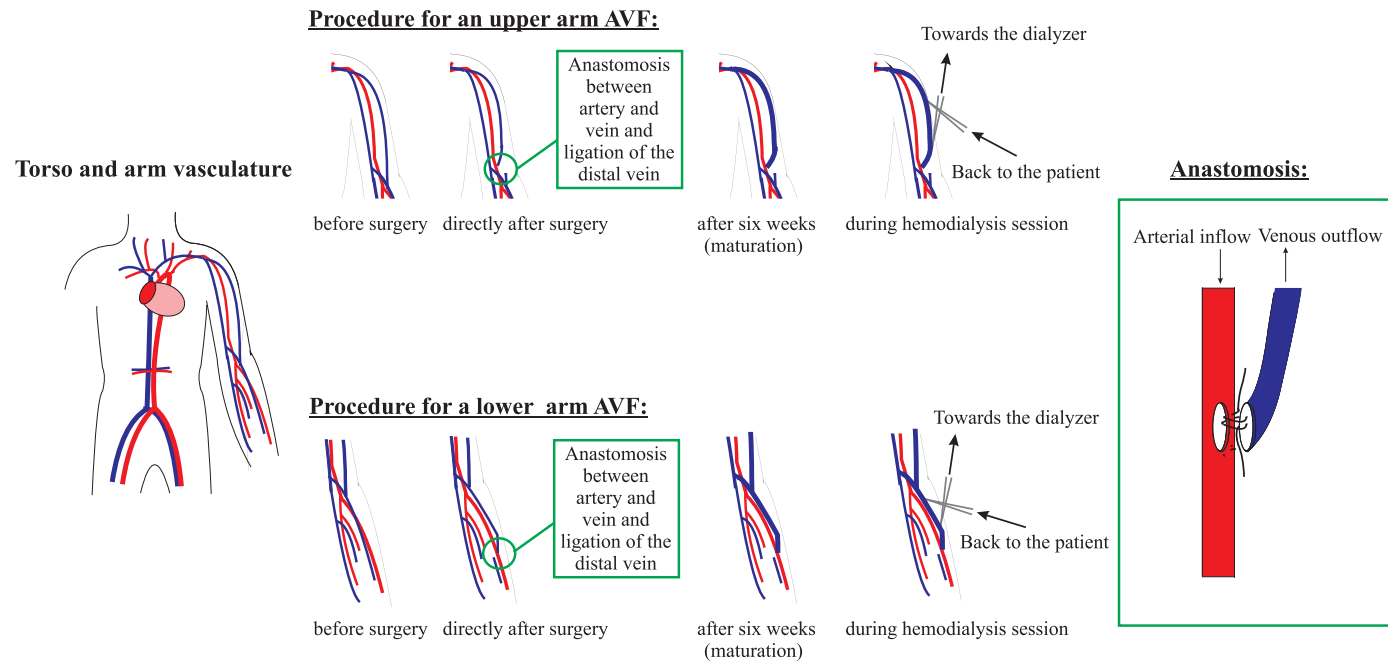 Procedure for an upper arm AVF:
Towards the dialyzer
Anastomosis
between
artery and
vein and
ligation of the
distal vein
Back to the patient
before surgery
directly after surgery
after six weeks
(maturation)
during hemodialysis session
Torso and arm vasculature
Procedure for a lower arm AVF:
Towards the dialyzer
Anastomosis
between
artery and
vein and
ligation of the
distal vein
Back to the patient
before surgery
directly after surgery
after six weeks
(maturation)
during hemodialysis session
Anastomosis:
Arterial inflow
Venous outflow